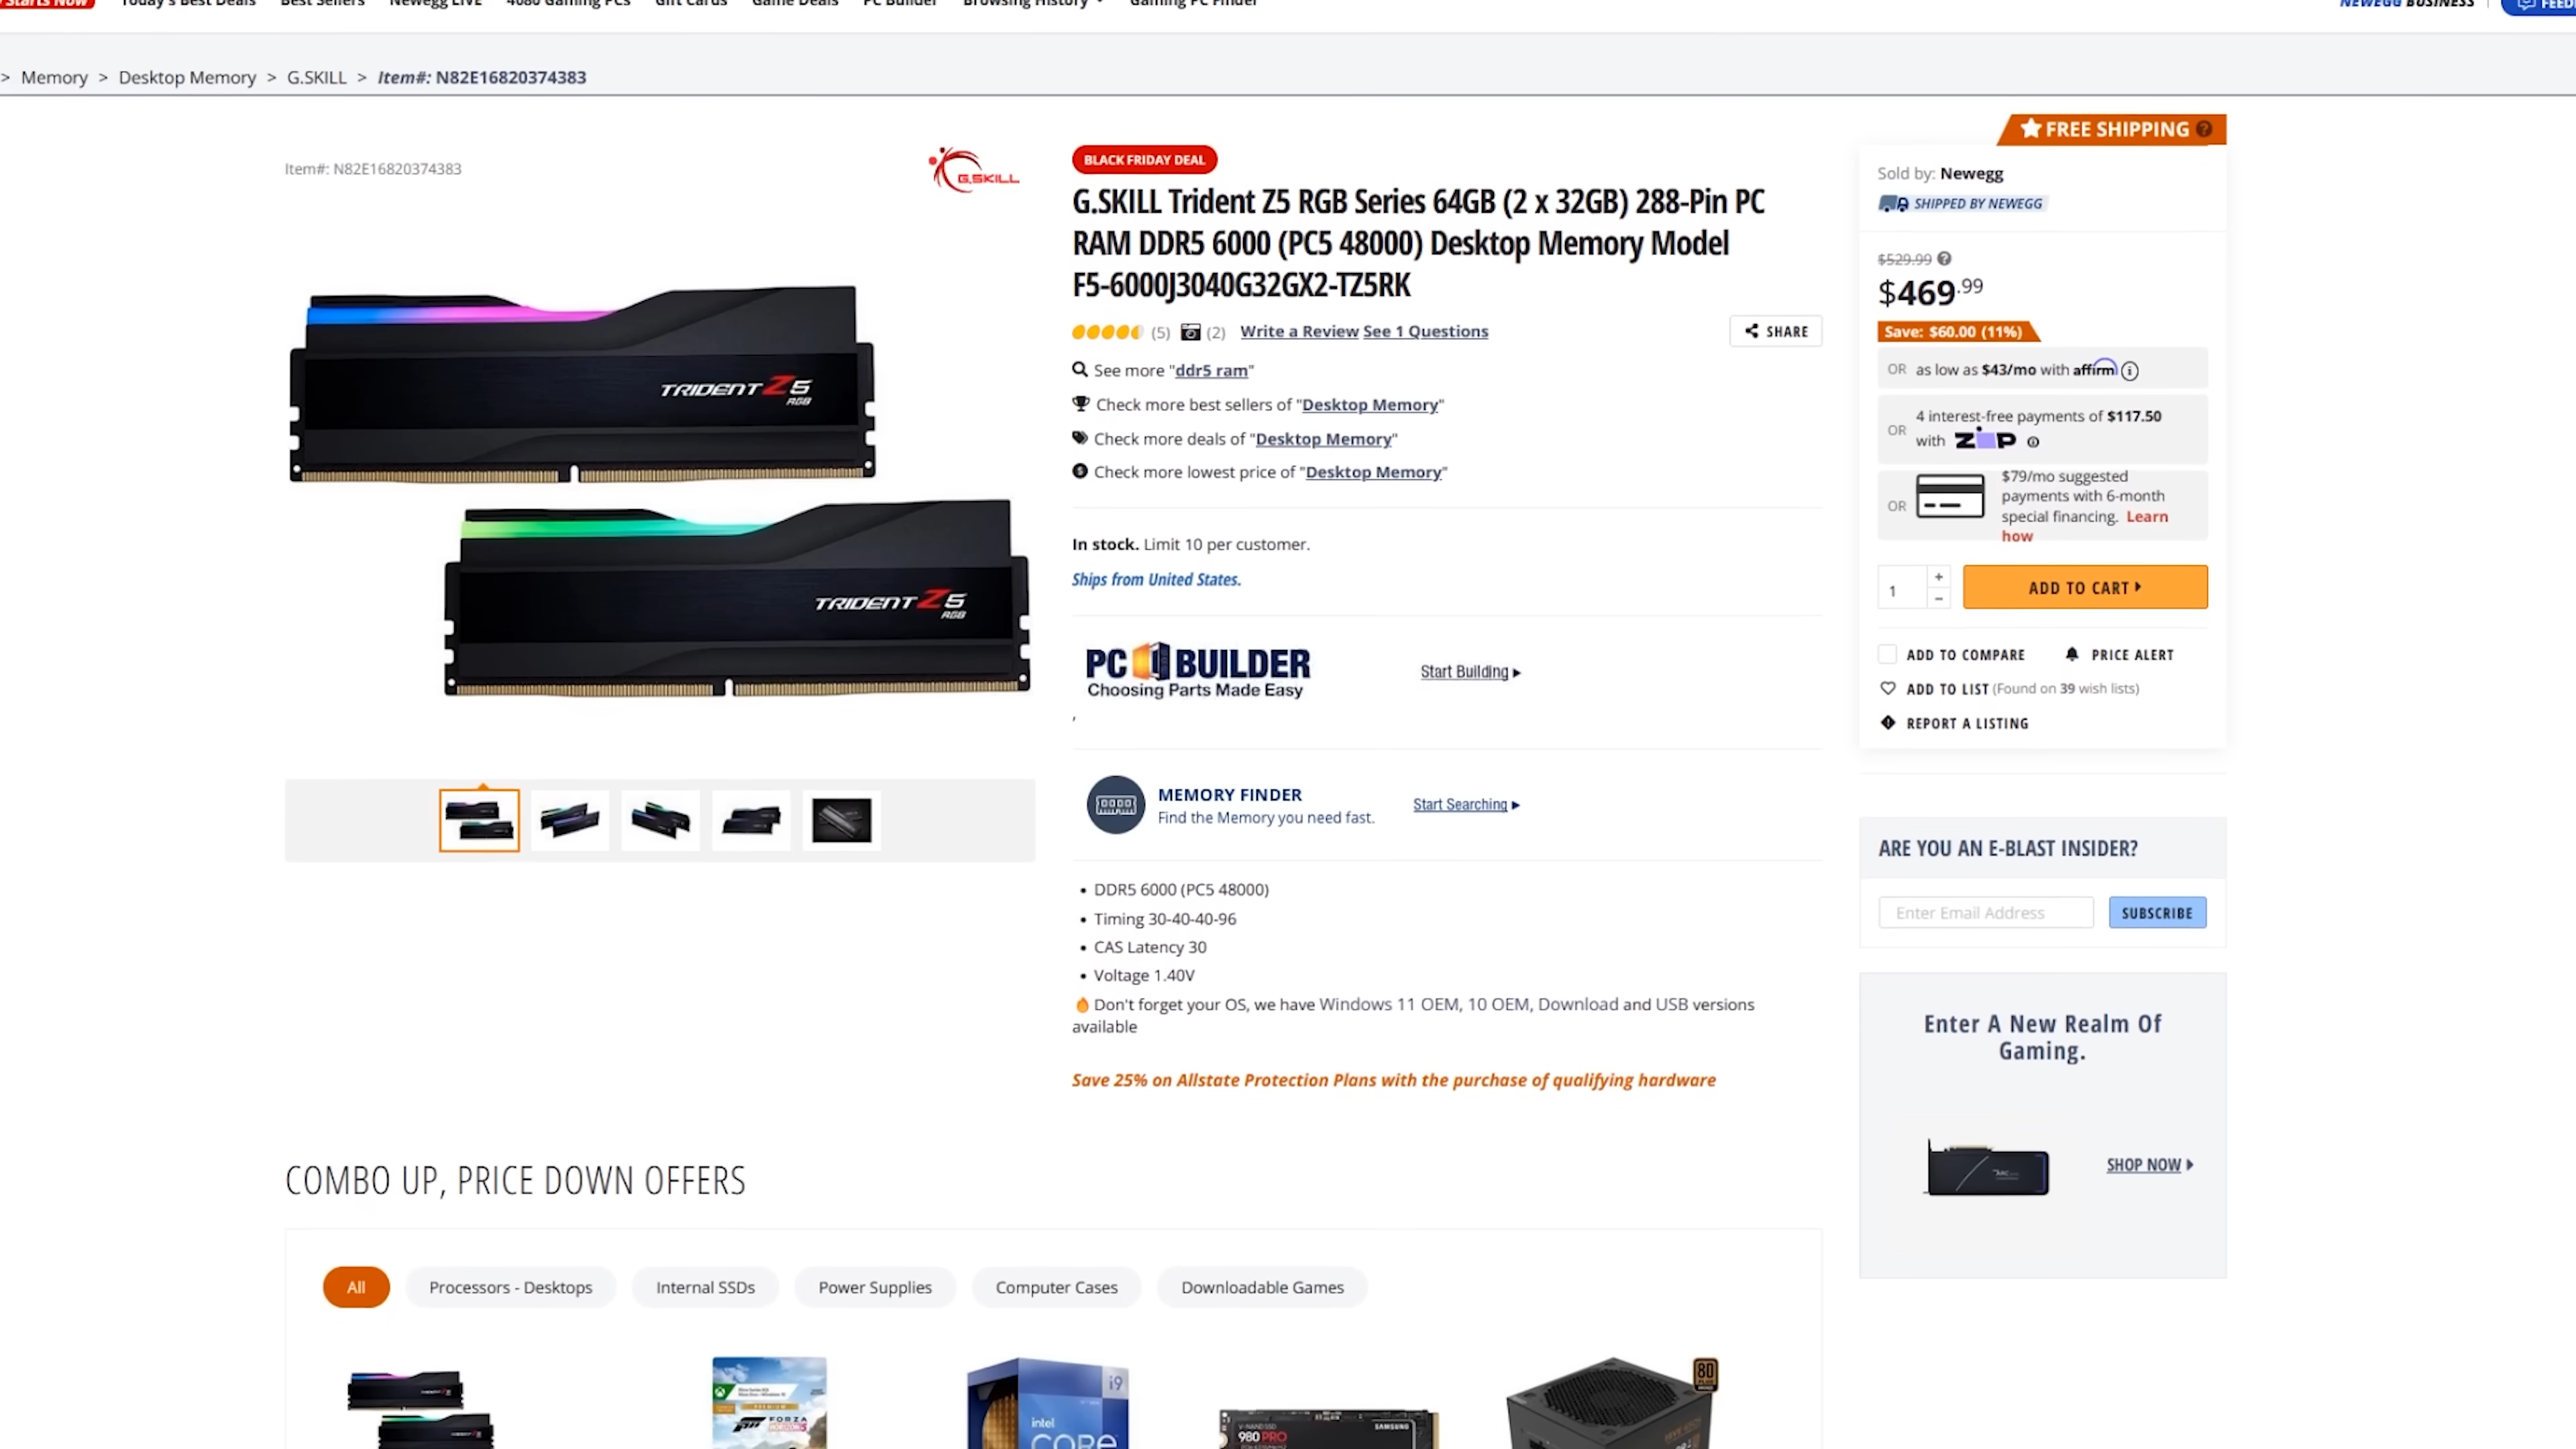 Starts Now
Today's Best Deals
Best Sellers
Newegg LIVE
4080 Gaming PCs
Gift Cards
Game Deals
PC Builder
Browsing History
Gaming PC Finder
NEWEGG BUSINESS
> Memory > Desktop Memory > G.SKILL > Item#: N82E16820374383
Item#: N82E16820374383
G.SKILL
TRIDENT Z5
RGB
TRIDENT Z5
RGB
BLACK FRIDAY DEAL
G.SKILL Trident Z5 RGB Series 64GB (2 x 32GB) 288-Pin PC
RAM DDR5 6000 (PC5 48000) Desktop Memory Model
F5-6000J3040G32GX2-TZ5RK
(5) (2) Write a Review See 1 Questions
SHARE
See more "ddr5 ram"
Check more best sellers of "Desktop Memory"
Check more deals of "Desktop Memory"
Check more lowest price of "Desktop Memory"
In stock. Limit 10 per customer.
Ships from United States.
PC BUILDER
Choosing Parts Made Easy
Start Building
,
MEMORY FINDER
Find the Memory you need fast.
Start Searching
• DDR5 6000 (PC5 48000)
• Timing 30-40-40-96
• CAS Latency 30
• Voltage 1.40V
Don't forget your OS, we have Windows 11 OEM, 10 OEM, Download and USB versions
available
Save 25% on Allstate Protection Plans with the purchase of qualifying hardware
FREE SHIPPING ?
Sold by: Newegg
SHIPPED BY NEWEGG
$529.99 ?
$469.99
Save: $60.00 (11%)
OR as low as $43/mo with affirm
OR 4 interest-free payments of $117.50
with ZIP
OR $79/mo suggested
payments with 6-month
special financing. Learn
how
1 + −
ADD TO CART
ADD TO COMPARE
PRICE ALERT
ADD TO LIST (Found on 39 wish lists)
REPORT A LISTING
ARE YOU AN E-BLAST INSIDER?
Enter Email Address
SUBSCRIBE
Enter A New Realm Of
Gaming.
ARC
SHOP NOW
COMBO UP, PRICE DOWN OFFERS
All
Processors - Desktops
Internal SSDs
Power Supplies
Computer Cases
Downloadable Games
FORZA
intel
CORE
i9
V-NAND SSD
980 PRO
SAMSUNG
80